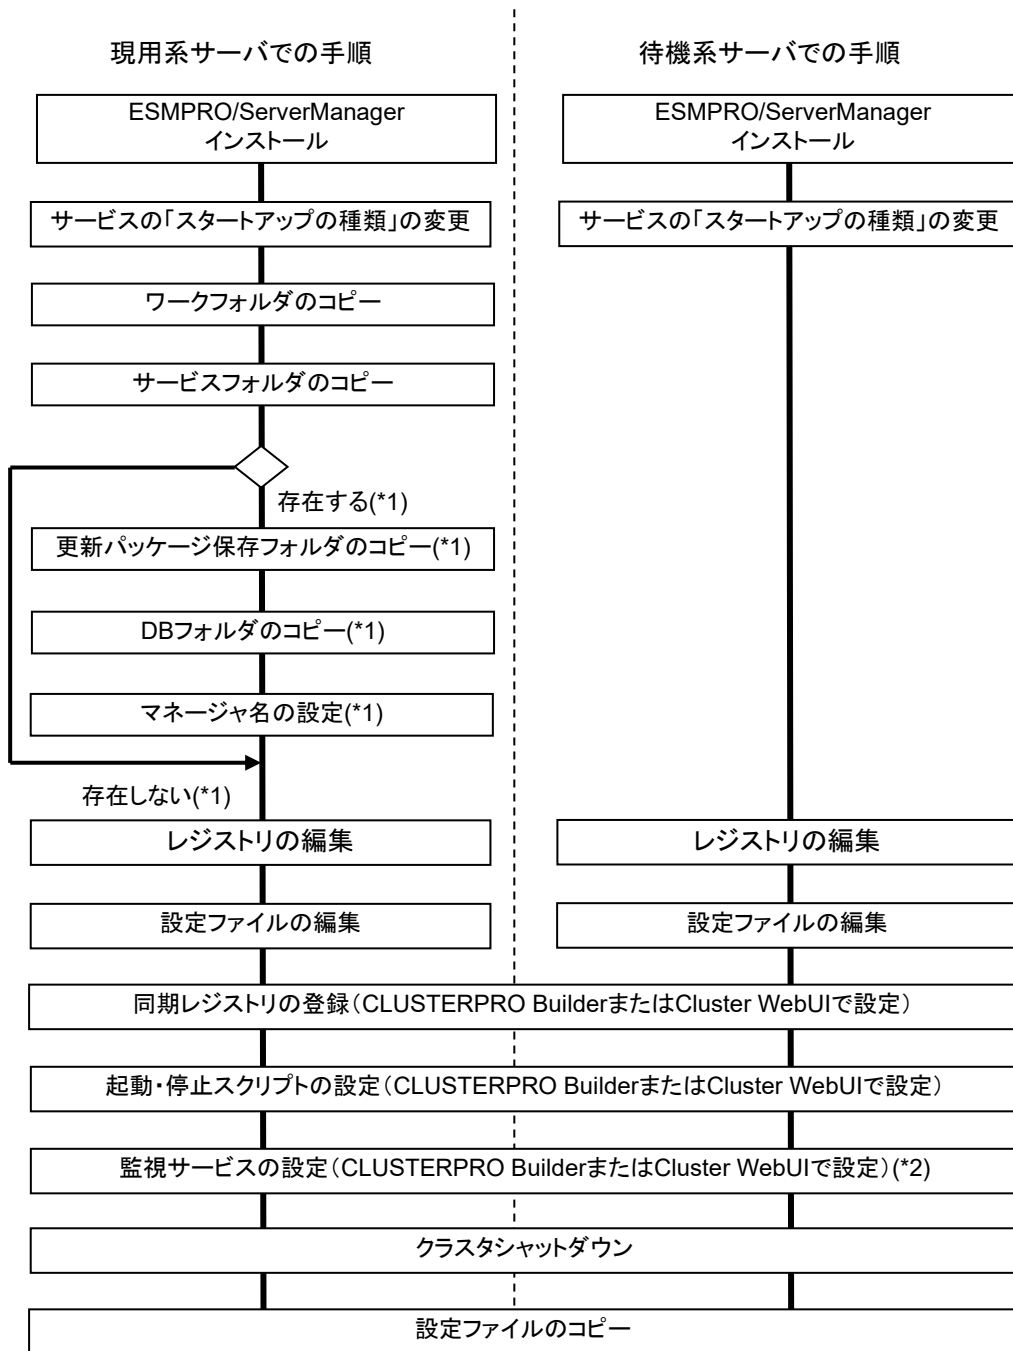 現用系サーバでの手順
待機系サーバでの手順
ESMPRO/ServerManager
インストール
ESMPRO/ServerManager
インストール
サービスの「スタートアップの種類」の変更
サービスの「スタートアップの種類」の変更
ワークフォルダのコピー
サービスフォルダのコピー
存在する(*1)
更新パッケージ保存フォルダのコピー(*1)
DBフォルダのコピー(*1)
マネージャ名の設定(*1)
存在しない(*1)
レジストリの編集
レジストリの編集
設定ファイルの編集
設定ファイルの編集
同期レジストリの登録(CLUSTERPRO BuilderまたはCluster WebUIで設定)
起動・停止スクリプトの設定(CLUSTERPRO BuilderまたはCluster WebUIで設定)
監視サービスの設定(CLUSTERPRO BuilderまたはCluster WebUIで設定)(*2)
クラスタシャットダウン
設定ファイルのコピー